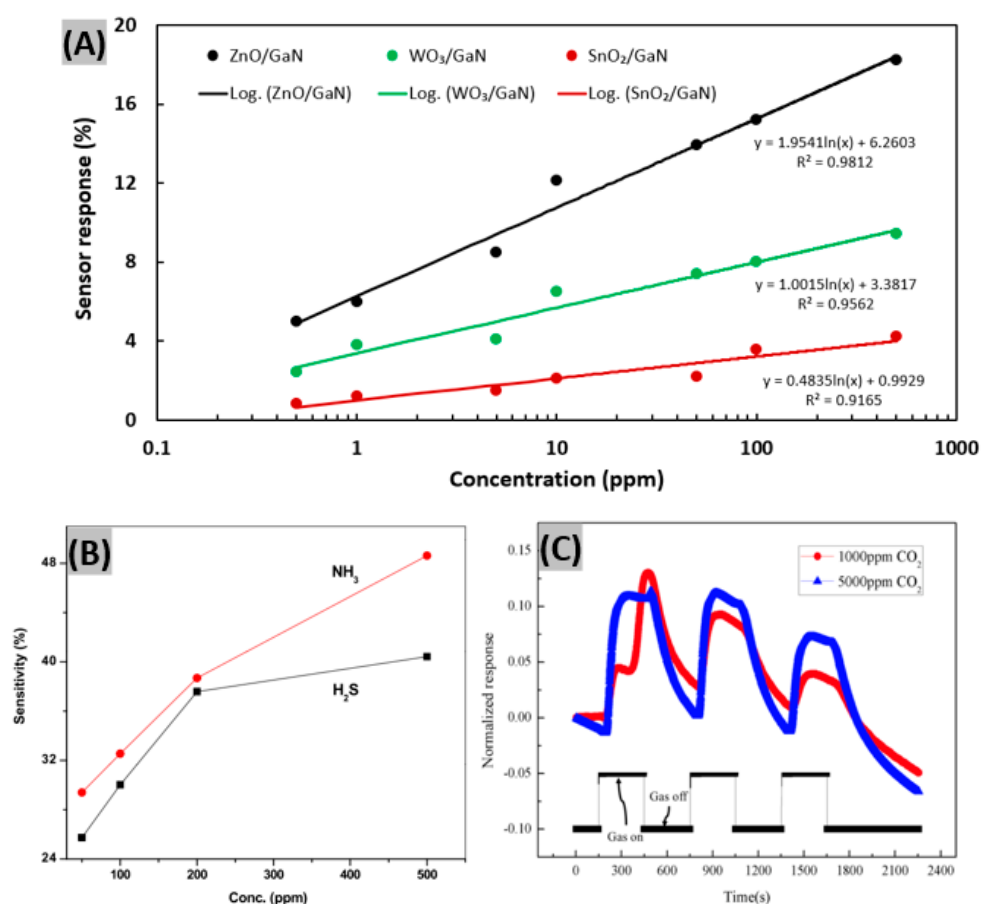 (A)
20
16
12
8
4
0
Sensor response (%)
ZnO/GaN WO₃/GaN SnO₂/GaN
Log. (ZnO/GaN) Log. (WO₃/GaN) Log. (SnO₂/GaN)
y = 1.9541ln(x) + 6.2603
R² = 0.9812
y = 1.0015ln(x) + 3.3817
R² = 0.9562
y = 0.4835ln(x) + 0.9929
R² = 0.9165
0.1 1 10 100 1000
Concentration (ppm)
(B)
48
40
32
24
Sensitivity (%)
NH₃
H₂S
100 200 300 400 500
Conc. (ppm)
(C)
0.15
0.10
0.05
0.00
-0.05
-0.10
Normalized response
1000ppm CO₂
5000ppm CO₂
Gas off
Gas on
0 300 600 900 1200 1500 1800 2100 2400
Time(s)